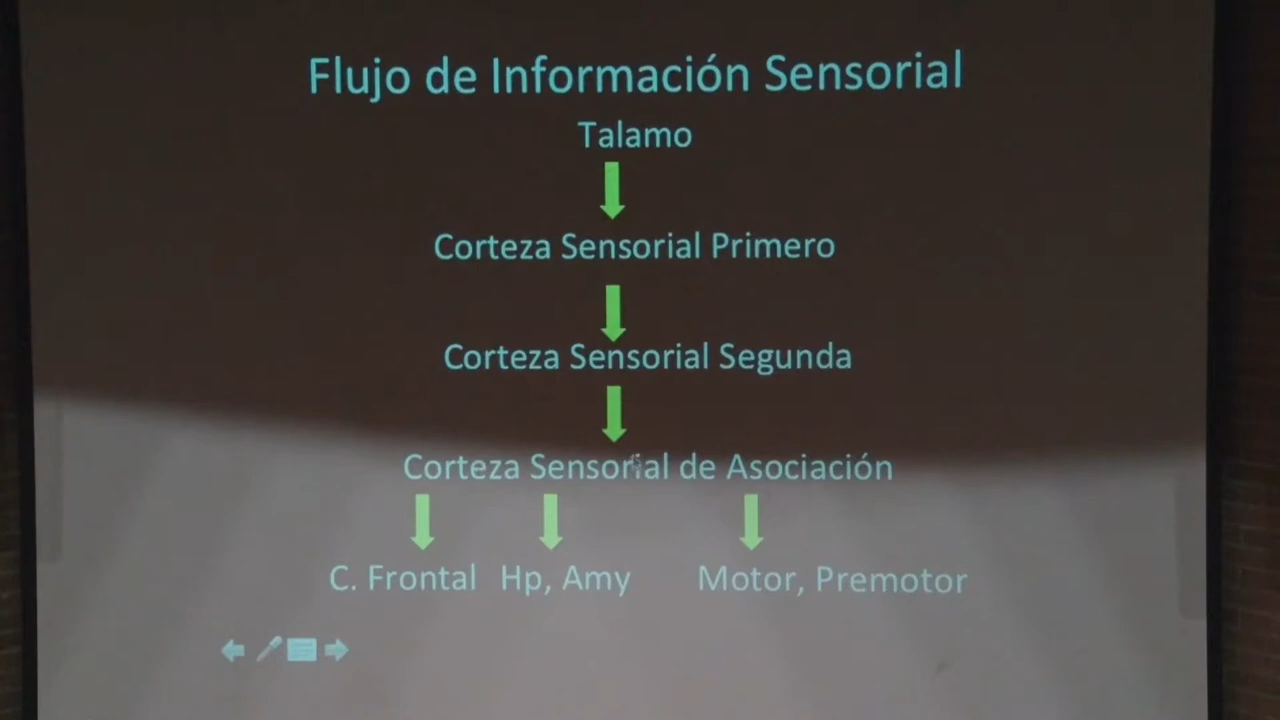 Flujo de Información Sensorial
Talamo
Corteza Sensorial Primero
Corteza Sensorial Segunda
Corteza Sensorial de Asociación
C. Frontal Hp, Amy Motor, Premotor